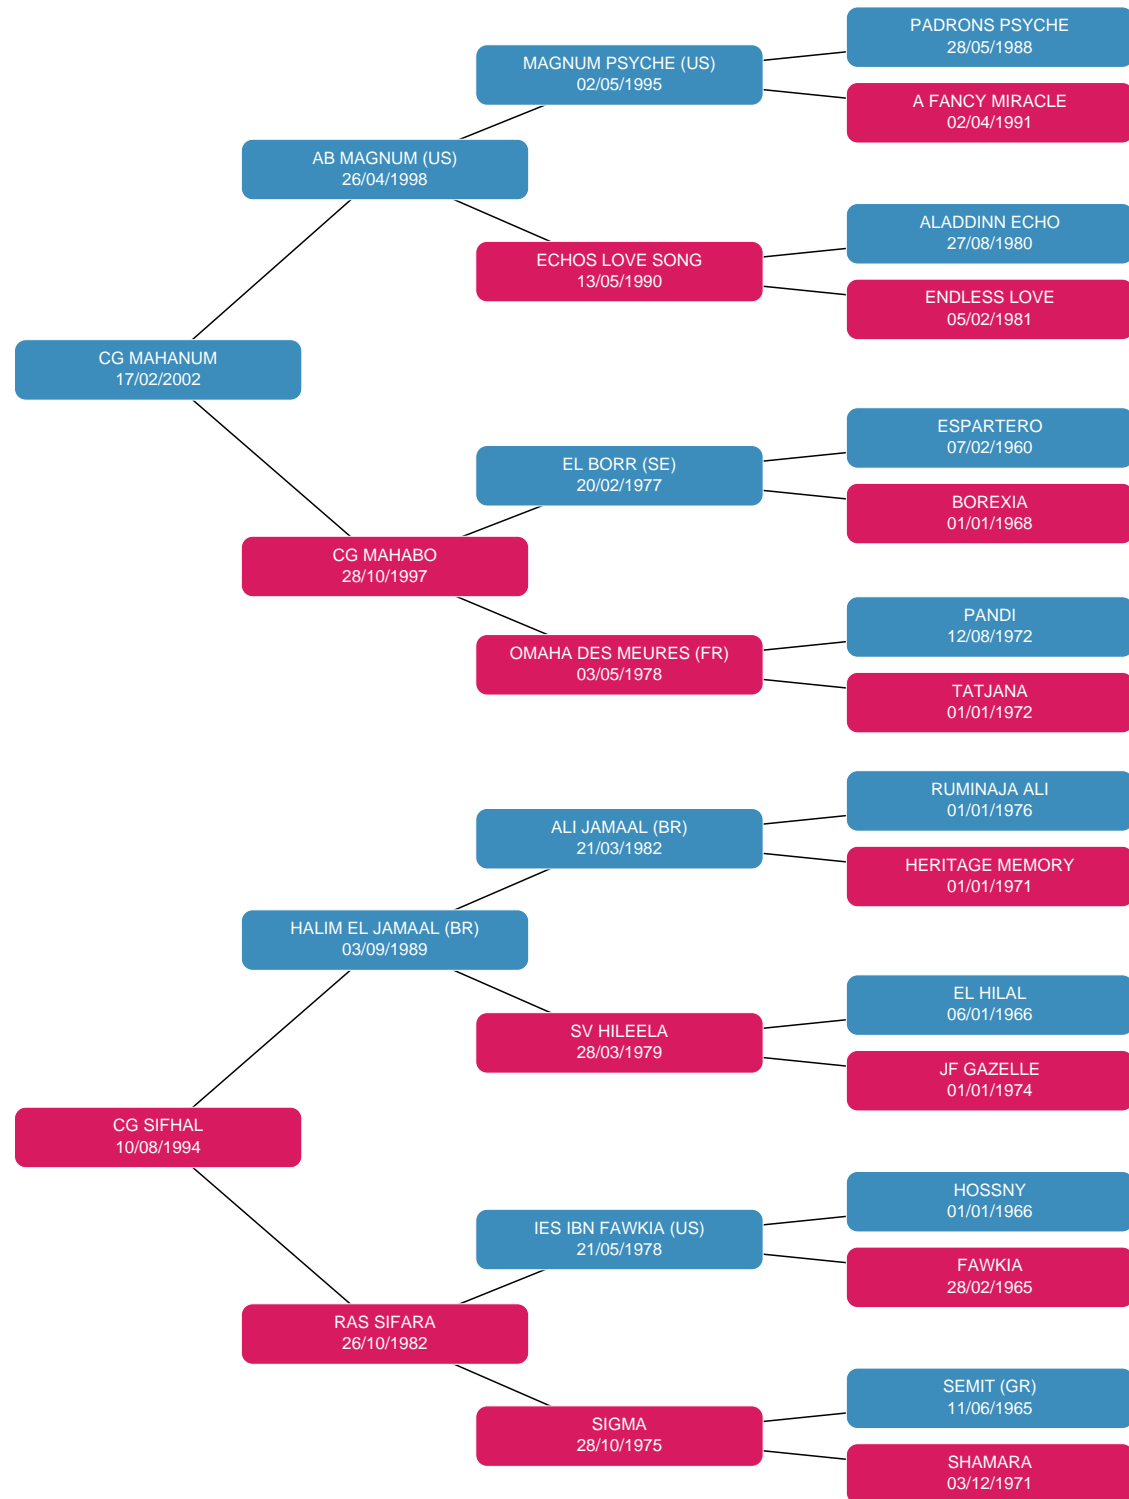 PADRONS PSYCHE
28/05/1988
MAGNUM PSYCHE (US)
02/05/1995
A FANCY MIRACLE
02/04/1991
AB MAGNUM (US)
26/04/1998
ALADDINN ECHO
27/08/1980
ECHOS LOVE SONG
13/05/1990
ENDLESS LOVE
05/02/1981
CG MAHANUM
17/02/2002
ESPARTERO
07/02/1960
EL BORR (SE)
20/02/1977
BOREXIA
01/01/1968
CG MAHABO
28/10/1997
PANDI
12/08/1972
OMAHA DES MEURES (FR)
03/05/1978
TATJANA
01/01/1972
RUMINAJA ALI
01/01/1976
ALI JAMAAL (BR)
21/03/1982
HERITAGE MEMORY
01/01/1971
HALIM EL JAMAAL (BR)
03/09/1989
EL HILAL
06/01/1966
SV HILEELA
28/03/1979
JF GAZELLE
01/01/1974
CG SIFHAL
10/08/1994
HOSSNY
01/01/1966
IES IBN FAWKIA (US)
21/05/1978
FAWKIA
28/02/1965
RAS SIFARA
26/10/1982
SEMIT (GR)
11/06/1965
SIGMA
28/10/1975
SHAMARA
03/12/1971